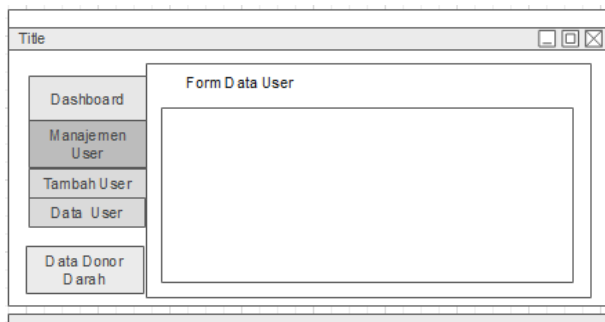 Title
Dashboard
Manajemen
User
Tambah User
Data User
Data Donor
Darah
Form Data User